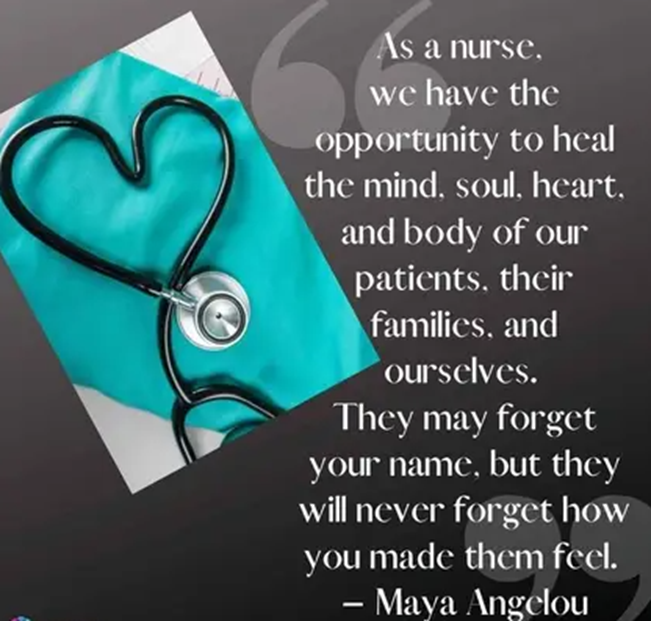 As a nurse,
we have the
opportunity to heal
the mind, soul, heart,
and body of our
patients, their
families, and
ourselves.
They may forget
your name, but they
will never forget how
you made them feel.
– Maya Angelou